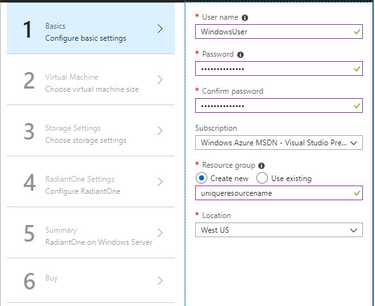 1
Basics
Configure basic settings
2
Virtual Machine
Choose virtual machine size
3
Storage Settings
Choose storage settings
4
RadiantOne Settings
Configure RadiantOne
5
Summary
RadiantOne on Windows Server
6
Buy
* User name
WindowsUser
* Password
••••••••••••••
* Confirm password
••••••••••••••
Subscription
Windows Azure MSDN - Visual Studio Pre...
* Resource group
Create new
Use existing
uniqueresourcename
* Location
West US